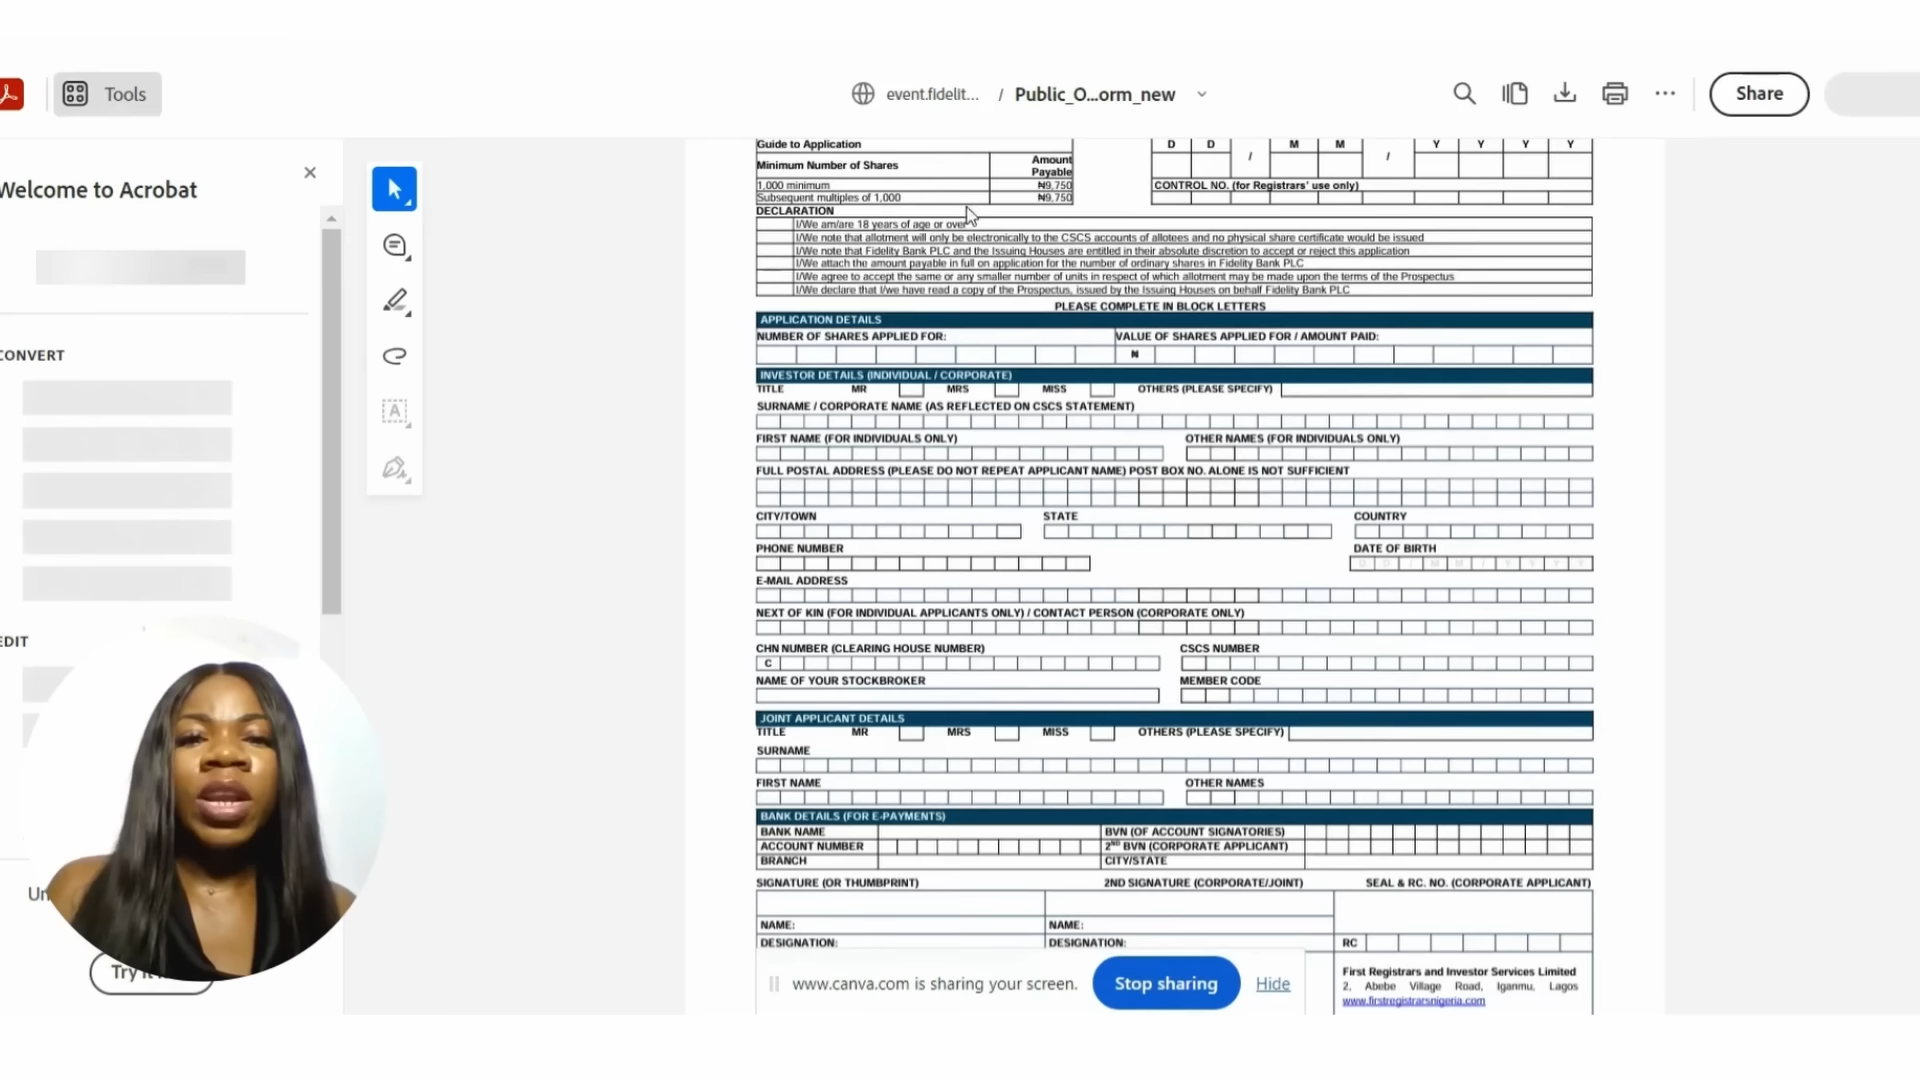 Tools
event.fidelit... / Public_O...orm_new
Share
Welcome to Acrobat
CONVERT
EDIT
Un
Try it
Guide to Application
Minimum Number of Shares
Amount Payable
1,000 minimum ₦9,750
Subsequent multiples of 1,000 ₦9,750
D D / M M / Y Y Y Y
CONTROL NO. (for Registrars' use only)
DECLARATION
I/We am/are 18 years of age or over
I/We note that allotment will only be electronically to the CSCS accounts of allotees and no physical share certificate would be issued
I/We note that Fidelity Bank PLC and the Issuing Houses are entitled in their absolute discretion to accept or reject this application
I/We attach the amount payable in full on application for the number of ordinary shares in Fidelity Bank PLC
I/We agree to accept the same or any smaller number of units in respect of which allotment may be made upon the terms of the Prospectus
I/We declare that I/we have read a copy of the Prospectus, issued by the Issuing Houses on behalf Fidelity Bank PLC
PLEASE COMPLETE IN BLOCK LETTERS
APPLICATION DETAILS
NUMBER OF SHARES APPLIED FOR: VALUE OF SHARES APPLIED FOR / AMOUNT PAID:
₦
INVESTOR DETAILS (INDIVIDUAL / CORPORATE)
TITLE MR MRS MISS OTHERS (PLEASE SPECIFY)
SURNAME / CORPORATE NAME (AS REFLECTED ON CSCS STATEMENT)
FIRST NAME (FOR INDIVIDUALS ONLY) OTHER NAMES (FOR INDIVIDUALS ONLY)
FULL POSTAL ADDRESS (PLEASE DO NOT REPEAT APPLICANT NAME) POST BOX NO. ALONE IS NOT SUFFICIENT
CITY/TOWN STATE COUNTRY
PHONE NUMBER DATE OF BIRTH
D D / M M / Y Y Y Y
E-MAIL ADDRESS
NEXT OF KIN (FOR INDIVIDUAL APPLICANTS ONLY) / CONTACT PERSON (CORPORATE ONLY)
CHN NUMBER (CLEARING HOUSE NUMBER) CSCS NUMBER
C
NAME OF YOUR STOCKBROKER MEMBER CODE
JOINT APPLICANT DETAILS
TITLE MR MRS MISS OTHERS (PLEASE SPECIFY)
SURNAME
FIRST NAME OTHER NAMES
BANK DETAILS (FOR E-PAYMENTS)
BANK NAME BVN (OF ACCOUNT SIGNATORIES)
ACCOUNT NUMBER 2ND BVN (CORPORATE APPLICANT)
BRANCH CITY/STATE
SIGNATURE (OR THUMBPRINT) 2ND SIGNATURE (CORPORATE/JOINT) SEAL & RC. NO. (CORPORATE APPLICANT)
NAME: NAME:
DESIGNATION: DESIGNATION: RC
www.canva.com is sharing your screen. Stop sharing Hide
First Registrars and Investor Services Limited
2, Abebe Village Road, Iganmu, Lagos
www.firstregistrarsnigeria.com